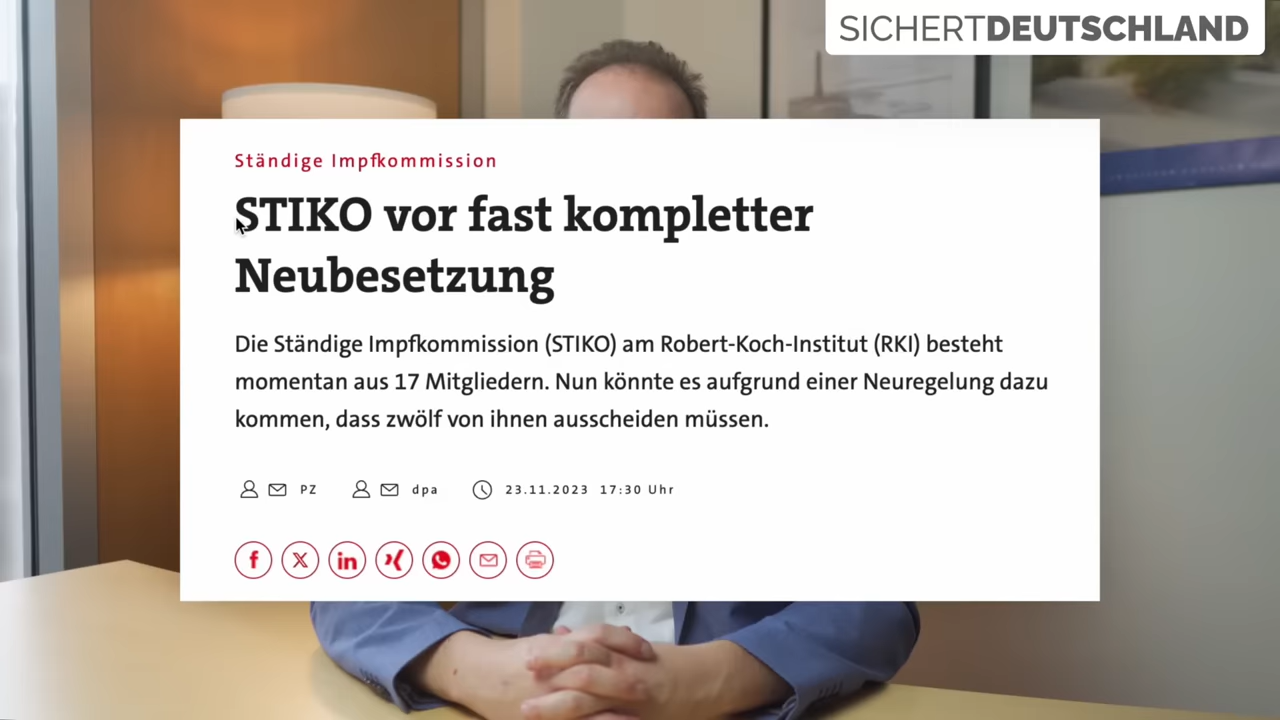 SICHERTDEUTSCHLAND
Ständige Impfkommission
STIKO vor fast kompletter
Neubesetzung
Die Ständige Impfkommission (STIKO) am Robert-Koch-Institut (RKI) besteht
momentan aus 17 Mitgliedern. Nun könnte es aufgrund einer Neuregelung dazu
kommen, dass zwölf von ihnen ausscheiden müssen.
PZ dpa 23.11.2023 17:30 Uhr